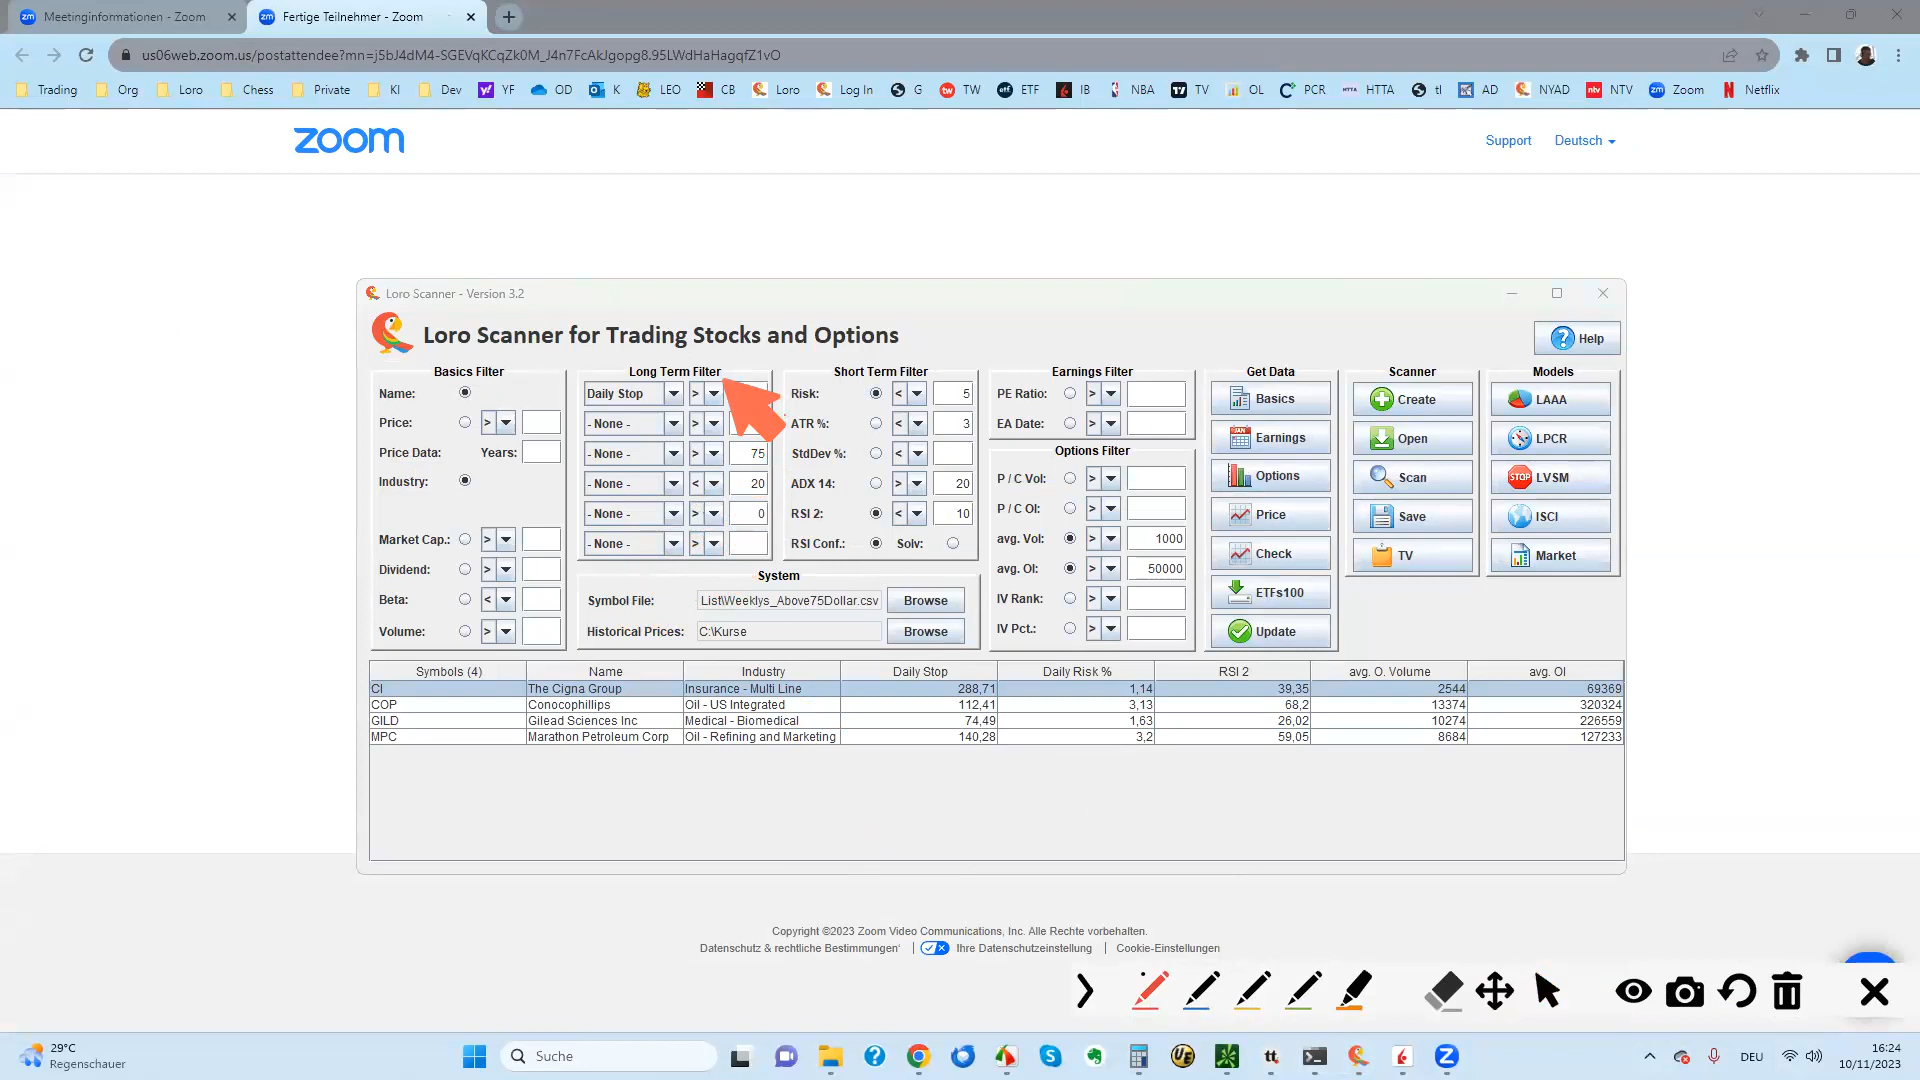 Meetinginformationen - Zoom
Fertige Teilnehmer - Zoom
us06web.zoom.us/postattendee?mn=j5bJ4dM4-SGEVqKCqZk0M_J4n7FcAkJgopg8.95LWdHaHagqfZ1vO
Trading Org Loro Chess Private KI Dev YF OD K LEO CB Loro Log In G TW ETF IB NBA TV OL PCR HTTA tl AD NYAD NTV Zoom Netflix
zoom
Support Deutsch
Loro Scanner - Version 3.2
Loro Scanner for Trading Stocks and Options
Help
Basics Filter
Name:
Price: >
Price Data: Years:
Industry:
Market Cap.: >
Dividend: >
Beta: <
Volume: >
Long Term Filter
Daily Stop >
- None - >
- None - > 75
- None - < 20
- None - > 0
- None - >
Short Term Filter
Risk: < 5
ATR %: < 3
StdDev %: <
ADX 14: > 20
RSI 2: < 10
RSI Conf.: Solv:
System
Symbol File: List\Weeklys_Above75Dollar.csv Browse
Historical Prices: C:\Kurse Browse
Earnings Filter
PE Ratio: >
EA Date: >
Options Filter
P / C Vol: >
P / C OI: >
avg. Vol: > 1000
avg. OI: > 50000
IV Rank: >
IV Pct.: >
Get Data
Basics
Earnings
Options
Price
Check
ETFs100
Update
Scanner
Create
Open
Scan
Save
TV
Models
LAAA
LPCR
LVSM
ISCI
Market
Symbols (4) Name Industry Daily Stop Daily Risk % RSI 2 avg. O. Volume avg. OI
CI The Cigna Group Insurance - Multi Line 288,71 1,14 39,35 2544 69369
COP Conocophillips Oil - US Integrated 112,41 3,13 68,2 13374 320324
GILD Gilead Sciences Inc Medical - Biomedical 74,49 1,63 26,02 10274 226559
MPC Marathon Petroleum Corp Oil - Refining and Marketing 140,28 3,2 59,05 8684 127233
Copyright ©2023 Zoom Video Communications, Inc. Alle Rechte vorbehalten.
Datenschutz & rechtliche Bestimmungen' | Ihre Datenschutzeinstellung | Cookie-Einstellungen
29°C
Regenschauer
Suche
DEU
16:24
10/11/2023